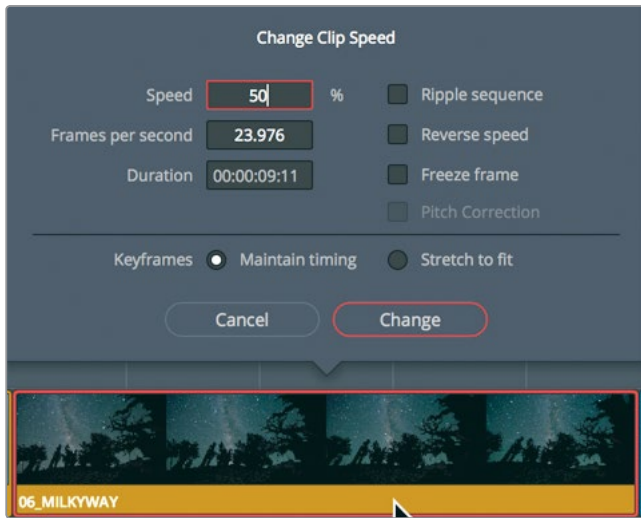 Change Clip Speed
Speed 50 % Ripple sequence
Frames per second 23.976 Reverse speed
Duration 00:00:09:11 Freeze frame
Pitch Correction
Keyframes Maintain timing Stretch to fit
Cancel Change
06_MILKYWAY